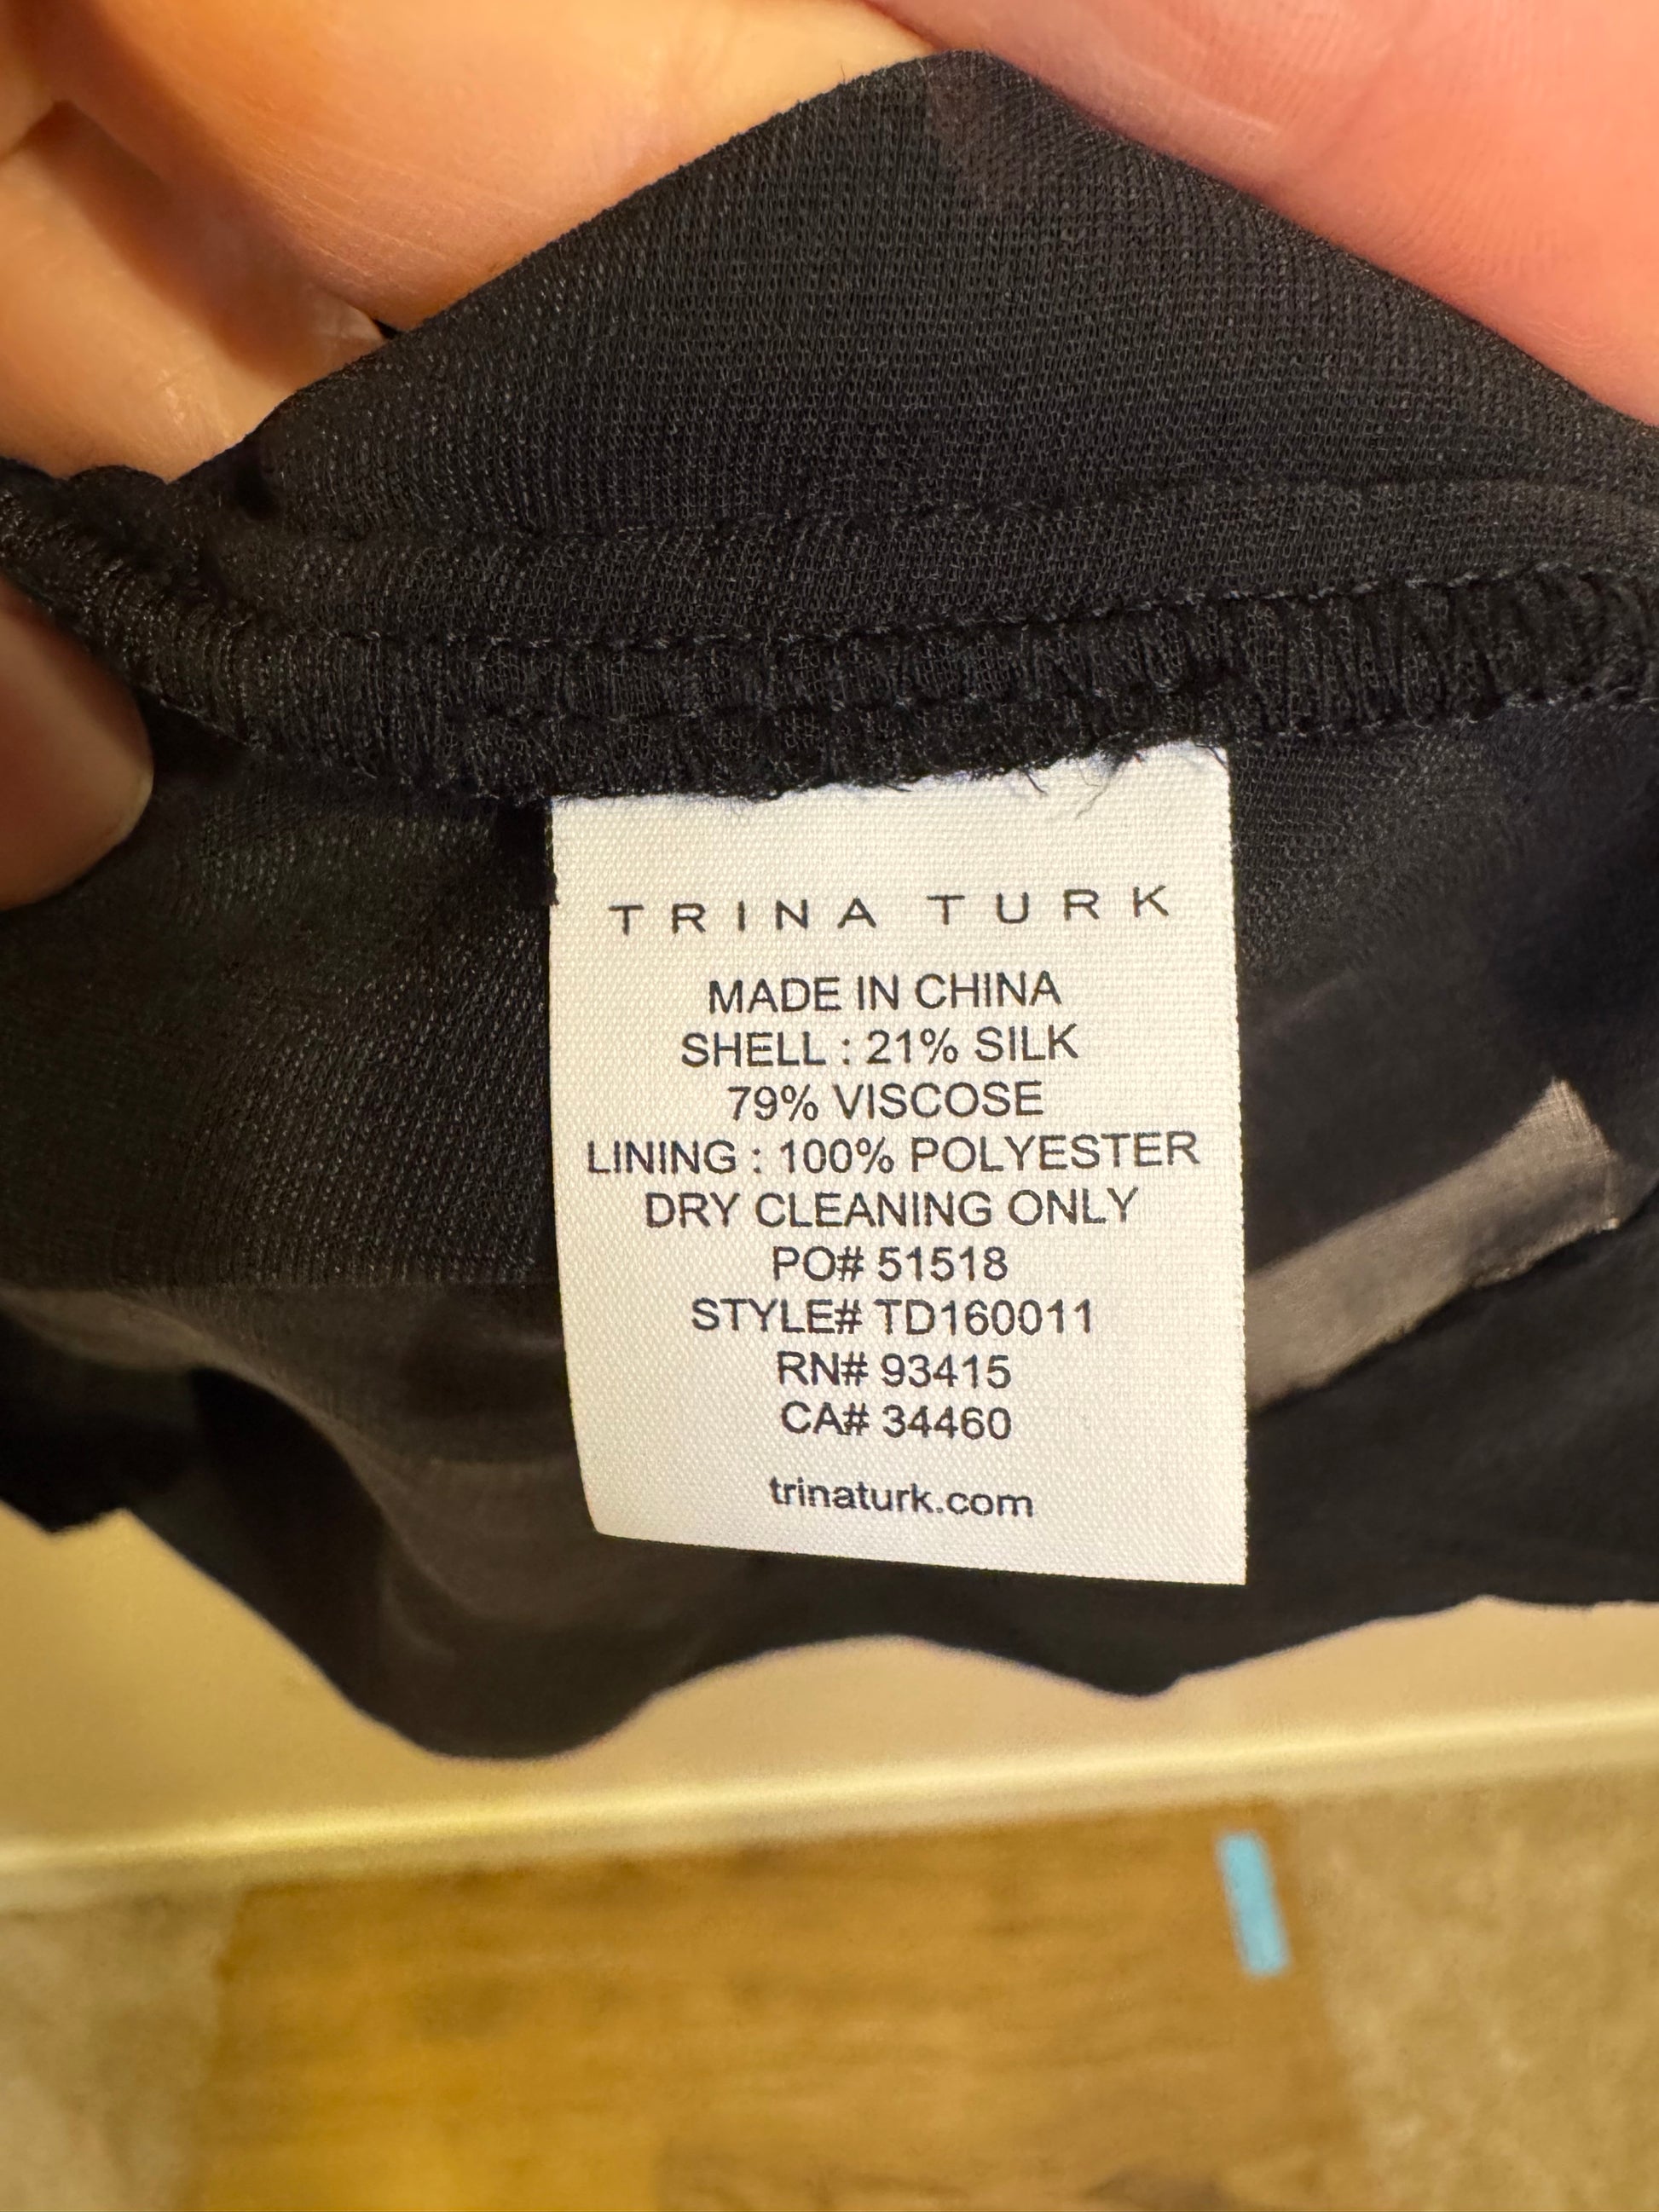 TRINA TURK
MADE IN CHINA
SHELL : 21% SILK
79% VISCOSE
LINING : 100% POLYESTER
DRY CLEANING ONLY
PO# 51518
STYLE# TD160011
RN# 93415
CA# 34460
trinaturk.com